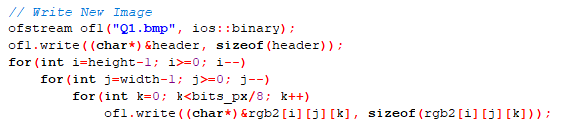 // Write New Image
ofstream of1("Q1.bmp", ios::binary);
of1.write((char*)&header, sizeof(header));
for(int i=height-1; i>=0; i--)
for(int j=width-1; j>=0; j--)
for(int k=0; k<bits_px/8; k++)
of1.write((char*)&rgb2[i][j][k], sizeof(rgb2[i][j][k]));